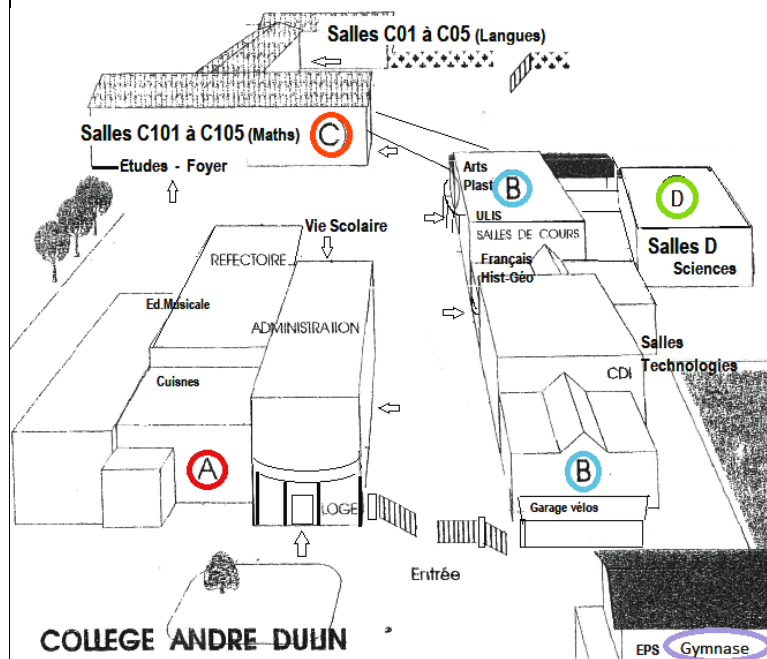 Salles C01 à C05 (Langues)
Salles C101 à C105 (Maths)
C
Etudes - Foyer
Arts
Plast
B
ULIS
SALLES DE COURS
Français
Hist-Géo
D
Salles D
Sciences
Vie Scolaire
REFECTOIRE
Ed.Musicale
ADMINISTRATION
Cuisnes
Salles
Technologies
CDI
A
B
LOGE
Garage vélos
Entrée
COLLEGE ANDRE DULIN
EPS Gymnase